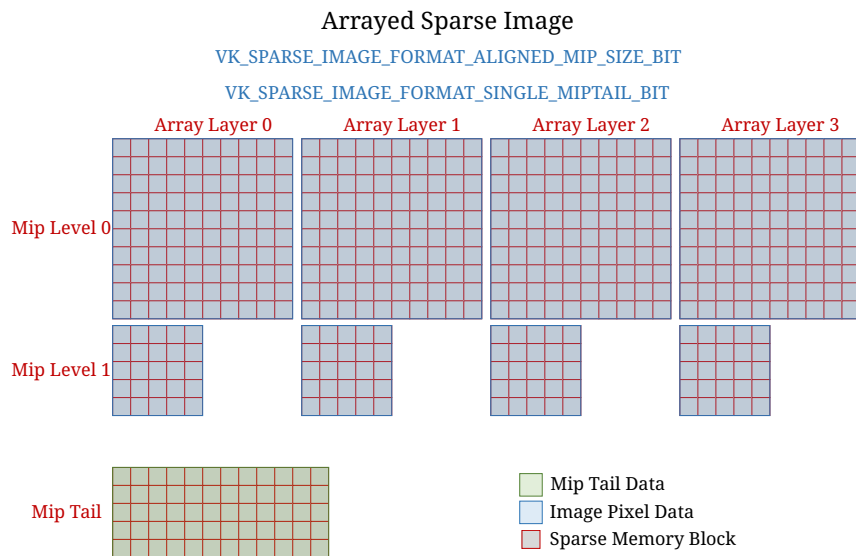 Arrayed Sparse Image
VK_SPARSE_IMAGE_FORMAT_ALIGNED_MIP_SIZE_BIT
VK_SPARSE_IMAGE_FORMAT_SINGLE_MIPTAIL_BIT
Array Layer 0 Array Layer 1 Array Layer 2 Array Layer 3
Mip Level 0
Mip Level 1
Mip Tail
Mip Tail Data
Image Pixel Data
Sparse Memory Block